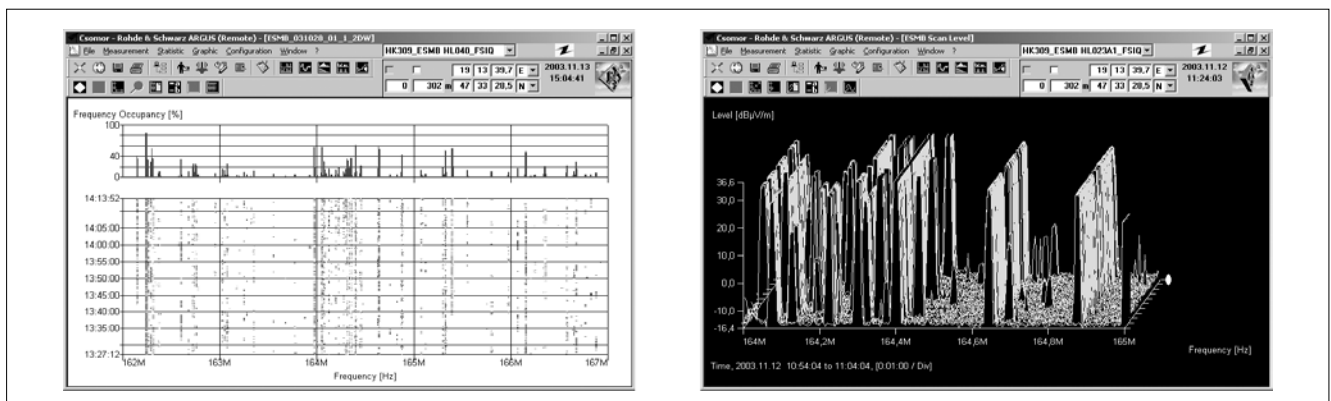 Csomor - Rohde & Schwarz ARGUS (Remote) - [ESMB_031028_01_1_2DW]
File Measurement Statistic Graphic Configuration Window ?
HK309_ESMB HL040_FSIQ
19 13 39,7 E
0 302 m 47 33 28,5 N
2003.11.13
15:04:41
Frequency Occupancy [%]
100
40
0
14:13:52
14:05:00
14:00:00
13:55:00
13:50:00
13:45:00
13:40:00
13:35:00
13:27:12
162M 163M 164M 165M 166M 167M
Frequency [Hz]
Csomor - Rohde & Schwarz ARGUS (Remote) - [ESMB Scan Level]
File Measurement Statistic Graphic Configuration Window ?
HK309_ESMB HL023A1_FSIQ
19 13 39,7 E
0 302 m 47 33 28,5 N
2003.11.12
11:24:03
Level [dBµV/m]
36,6
30,0
20,0
10,0
0,0
-10,0
-16,4
164M 164,2M 164,4M 164,6M 164,8M 165M
Frequency [Hz]
Time, 2003.11.12 10:54:04 to 11:04:04, [0:01:00 / Div]